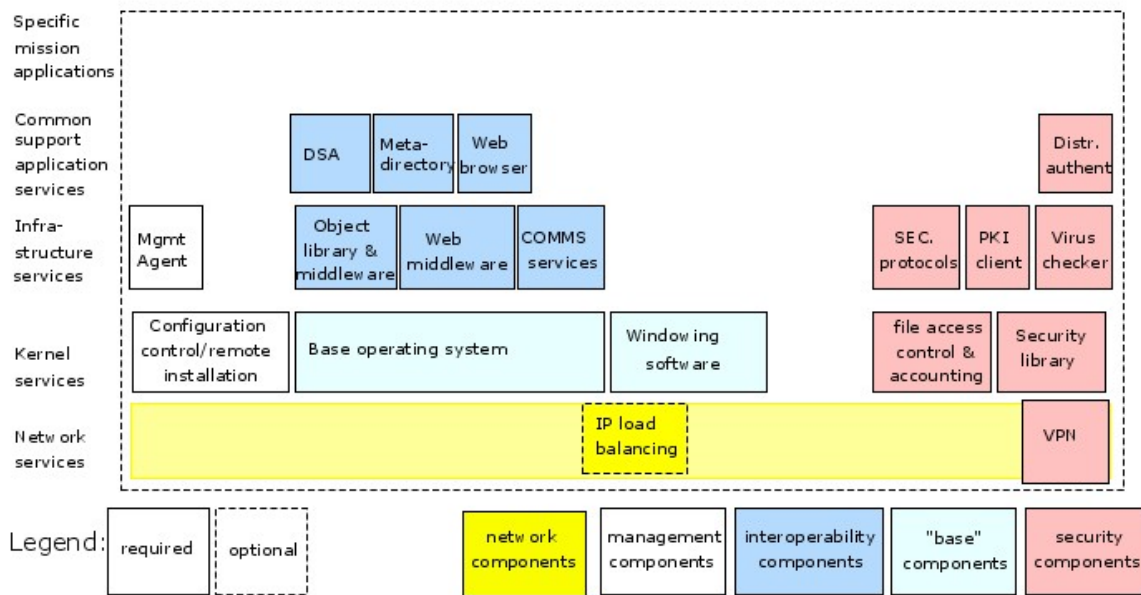 Specific
mission
applications
Common
support
application
services
DSA
Meta-
directory
Web
browser
Distr.
authent
Infra-
structure
services
Mgmt
Agent
Object
library &
middleware
Web
middleware
COMMS
services
SEC.
protocols
PKI
client
Virus
checker
Kernel
services
Configuration
control/remote
installation
Base operating system
Windowing
software
file access
control &
accounting
Security
library
Network
services
IP load
balancing
VPN
Legend:
required
optional
network
components
management
components
interoperability
components
"base"
components
security
components